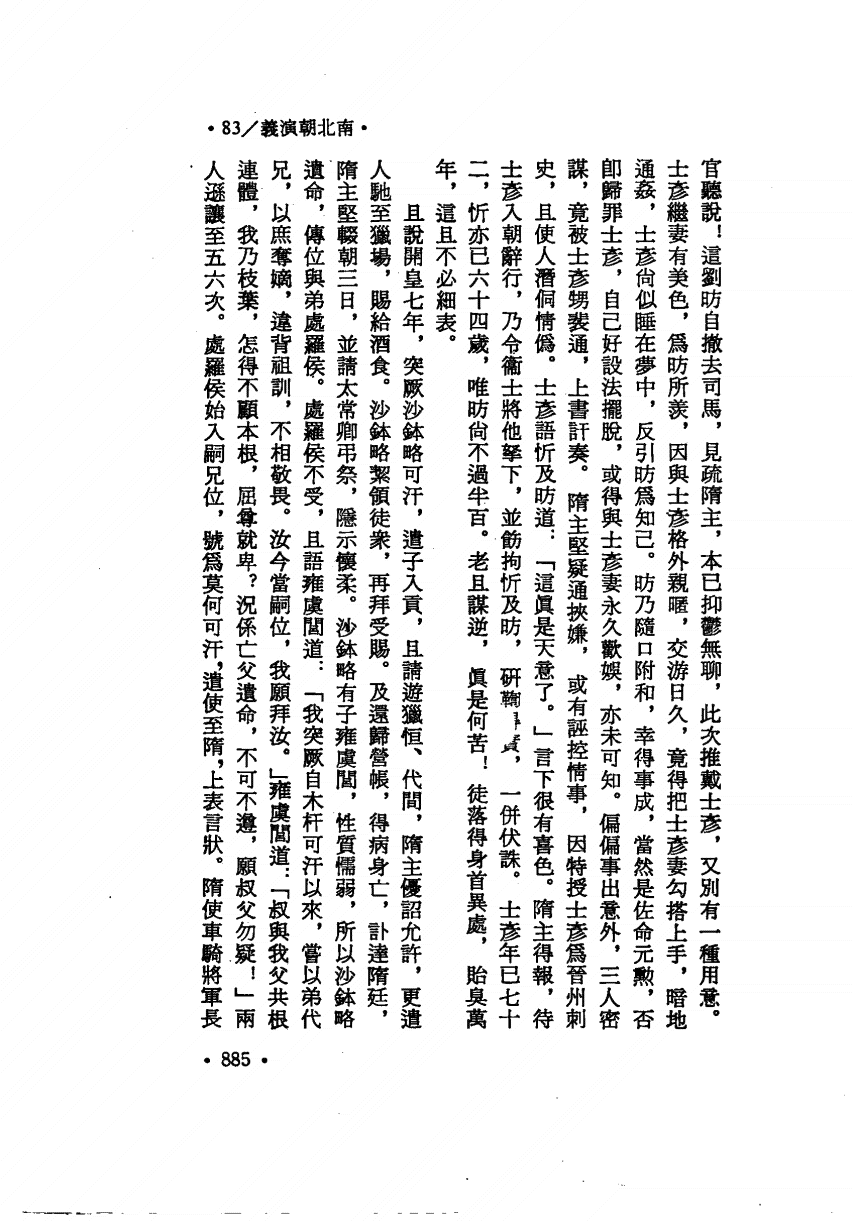 •83/義演朝北南•
官聽說！這劉昉自撤去司馬，見疏隋主，本已抑鬱無聊，此次推戴士彥，又別有一種用意。
士彥繼妻有美色，爲昉所羨，因與士彥格外親暱，交游日久，竟得把士彥妻勾搭上手，暗地
通姦，士彥尙似睡在夢中，反引昉爲知己。昉乃隨口附和，幸得事成，當然是佐命元勳，否
卽歸罪士彥，自己好設法擺脫，或得與士彥妻永久歡娛，亦未可知。偏偏事出意外，三人密
謀，竟被士彥甥裴通，上書訐奏。隋主堅疑通挾嫌，或有誣控情事，因特授士彥爲晉州刺
史，且使人潛伺情僞。士彥語忻及昉道：「這眞是天意了。」言下很有喜色。隋主得報，待
士彥入朝辭行，乃令衞士將他拏下，並飭拘忻及昉，硏鞫，一併伏誅。士彥年已七十
二，忻亦已六十四歲，唯昉尙不過半百。老且謀逆，眞是何苦！徒落得身首異處，貽臭萬
年，這且不必細表。
且說開皇七年，突厥沙鉢略可汗，遣子入貢，且請遊獵恒、代間，隋主優詔允許，更遣
人馳至獵場，賜給酒食。沙鉢略挈領徒衆，再拜受賜。及還歸營帳，得病身亡，訃達隋廷，
隋主堅輟朝三日，並請太常卿弔祭，隱示懷柔。沙鉢略有子雍虞閭，性質懦弱，所以沙鉢略
遺命，傳位與弟處羅侯。處羅侯不受，且語雍虞閭道：「我突厥自木杆可汗以來，嘗以弟代
兄，以庶奪嫡，違背祖訓，不相敬畏。汝今當嗣位，我願拜汝。」雍虞閭道：「叔與我父共根
連體，我乃枝葉，怎得不顧本根，屈尊就卑？況係亡父遺命，不可不遵，願叔父勿疑！」兩
人遜讓至五六次。處羅侯始入嗣兄位，號爲莫何可汗，遣使至隋，上表言狀。隋使車騎將軍長
•885•